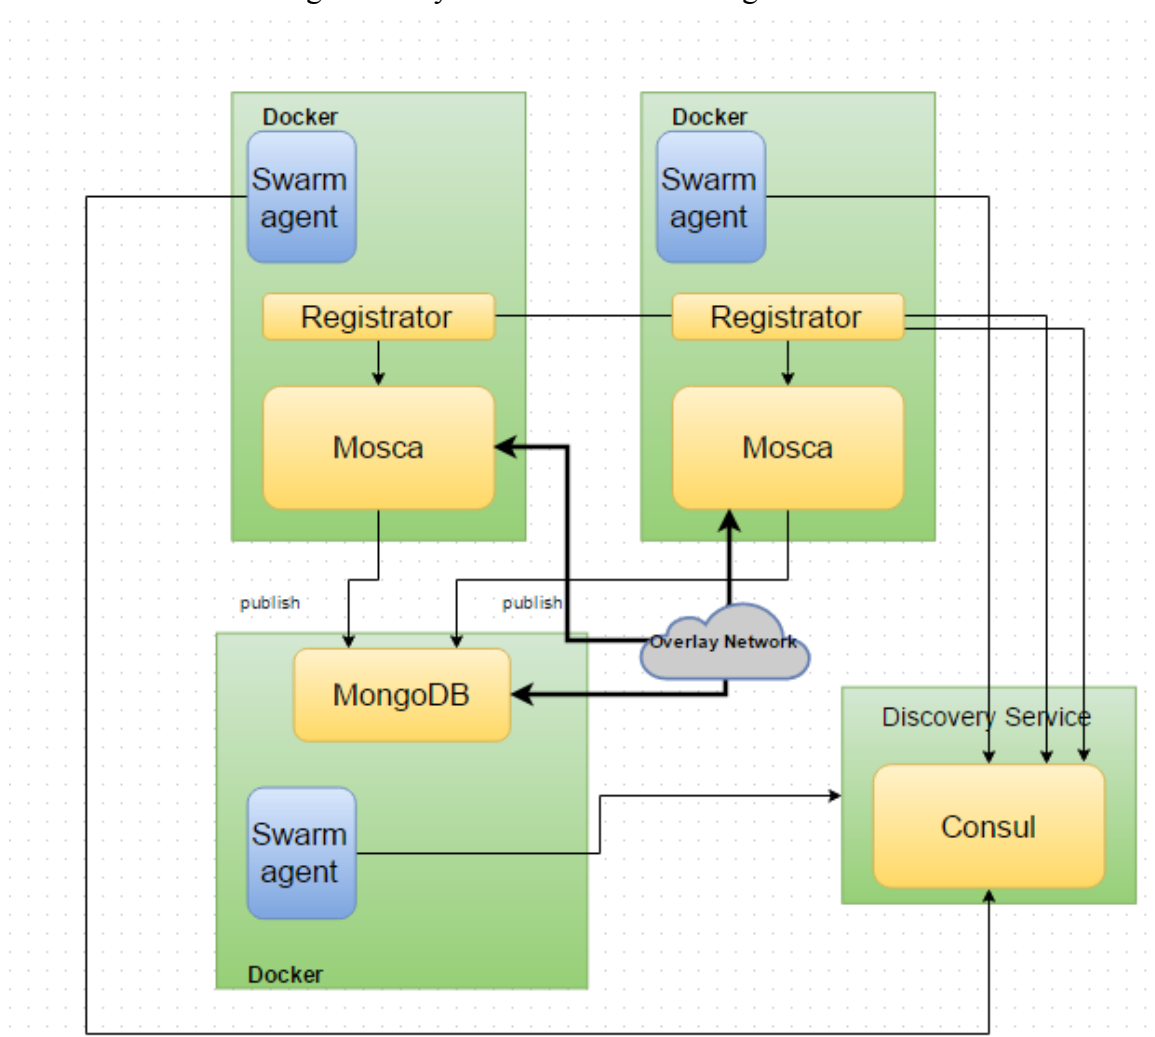 Docker
Swarm
agent
Registrator
Mosca
Docker
Swarm
agent
Registrator
Mosca
publish
publish
Overlay Network
MongoDB
Swarm
agent
Docker
Discovery Service
Consul